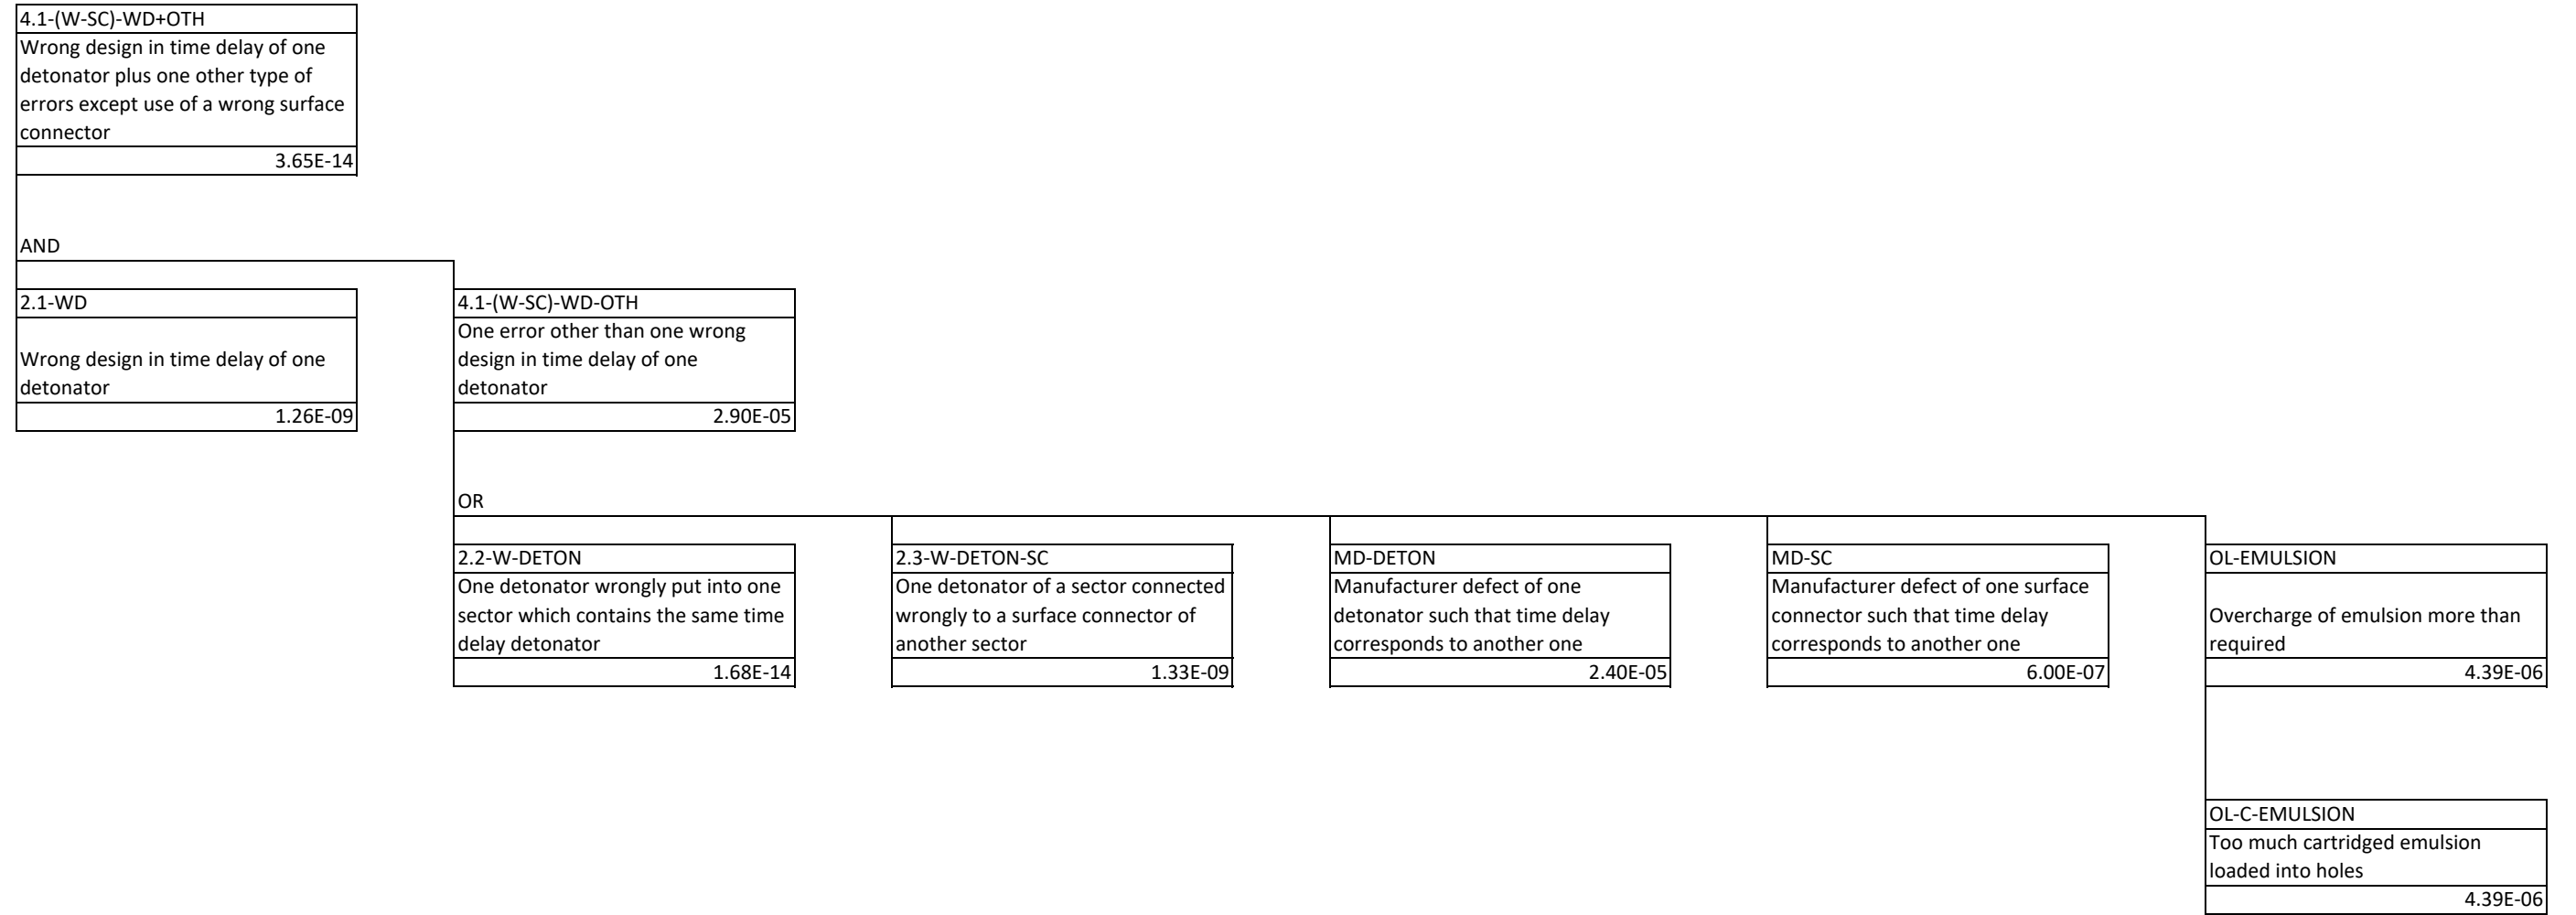 4.1-(W-SC)-WD+OTH
Wrong design in time delay of one
detonator plus one other type of
errors except use of a wrong surface
connector
3.65E-14
AND
2.1-WD
Wrong design in time delay of one
detonator
1.26E-09
4.1-(W-SC)-WD-OTH
One error other than one wrong
design in time delay of one
detonator
2.90E-05
OR
2.2-W-DETON
One detonator wrongly put into one
sector which contains the same time
delay detonator
1.68E-14
2.3-W-DETON-SC
One detonator of a sector connected
wrongly to a surface connector of
another sector
1.33E-09
MD-DETON
Manufacturer defect of one
detonator such that time delay
corresponds to another one
2.40E-05
MD-SC
Manufacturer defect of one surface
connector such that time delay
corresponds to another one
6.00E-07
OL-EMULSION
Overcharge of emulsion more than
required
4.39E-06
OL-C-EMULSION
Too much cartridged emulsion
loaded into holes
4.39E-06